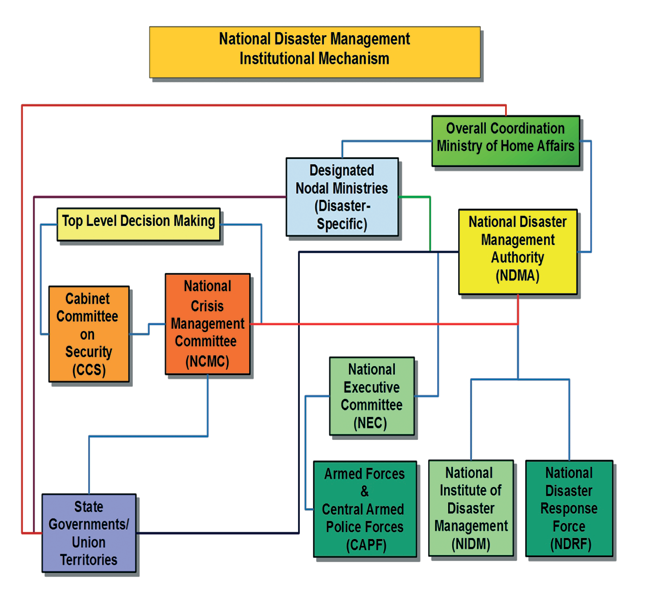 National Disaster Management
Institutional Mechanism
Overall Coordination
Ministry of Home Affairs
Designated
Nodal Ministries
(Disaster-
Specific)
Top Level Decision Making
National Disaster
Management
Authority
(NDMA)
Cabinet
Committee
on
Security
(CCS)
National
Crisis
Management
Committee
(NCMC)
National
Executive
Committee
(NEC)
State
Governments/
Union
Territories
Armed Forces
&
Central Armed
Police Forces
(CAPF)
National
Institute of
Disaster
Management
(NIDM)
National
Disaster
Response
Force
(NDRF)